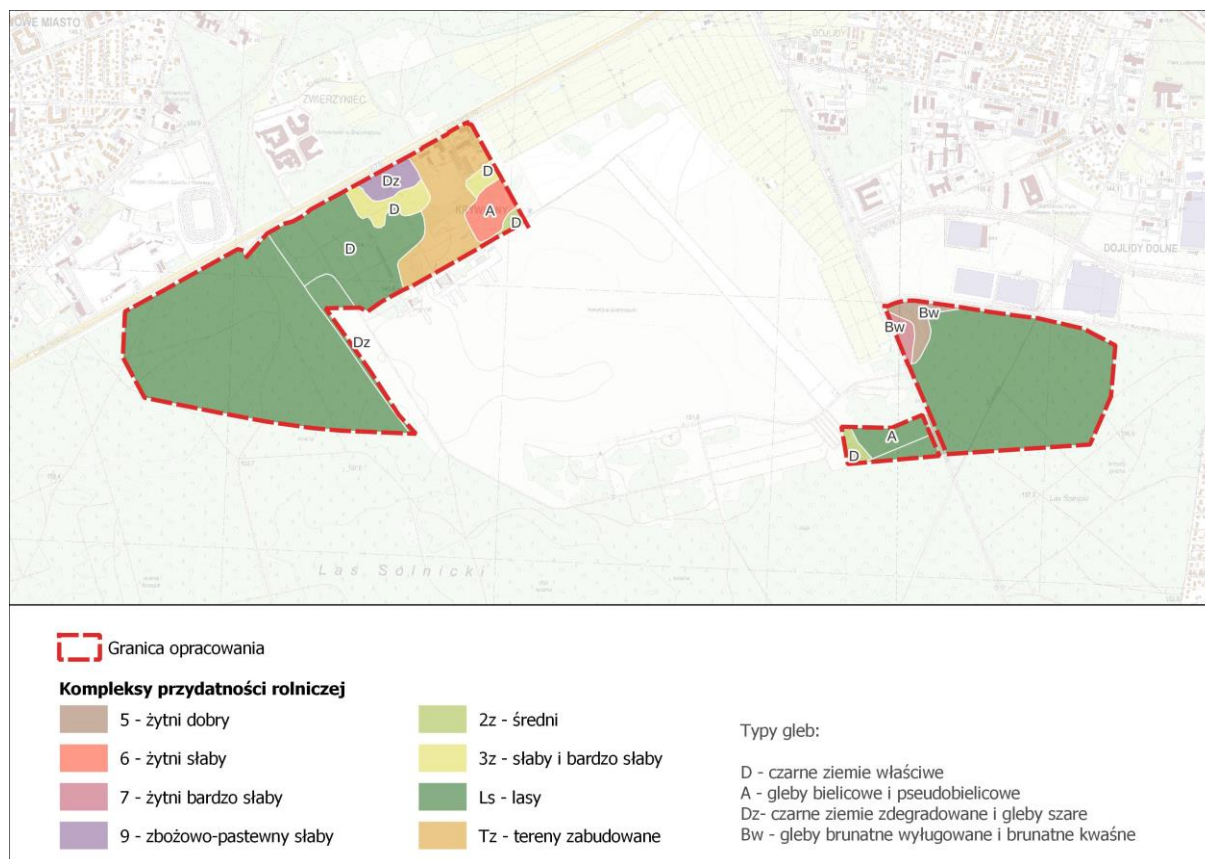 OWE MIASTO
ZWIERZYNIEC
DOJLIDY
DOJLIDY DOLNE
Dz
D
D
D
A
D
KRYWLANY
Dz
Bw
Bw
A
D
Las Solnicki
Granica opracowania
Kompleksy przydatności rolniczej
5 - żytni dobry
6 - żytni słaby
7 - żytni bardzo słaby
9 - zbożowo-pastewny słaby
2z - średni
3z - słaby i bardzo słaby
Ls - lasy
Tz - tereny zabudowane
Typy gleb:
D - czarne ziemie właściwe
A - gleby bielicowe i pseudobielicowe
Dz- czarne ziemie zdegradowane i gleby szare
Bw - gleby brunatne wyługowane i brunatne kwaśne